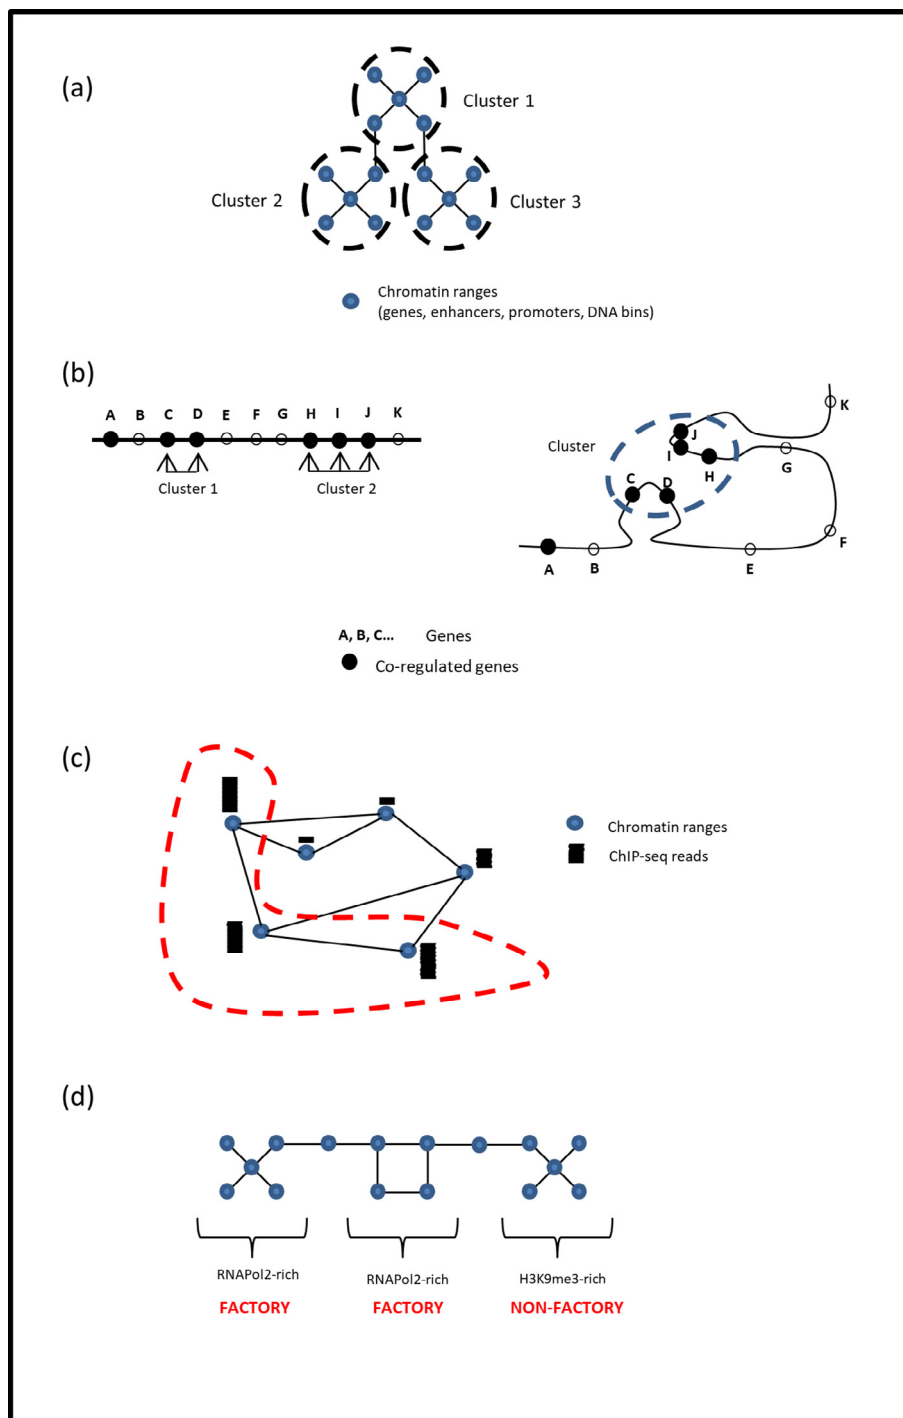 (a)
Cluster 1
Cluster 2
Cluster 3
Chromatin ranges
(genes, enhancers, promoters, DNA bins)
(b)
A B C D E F G H I J K
Cluster 1
Cluster 2
K
Cluster
J
I
H
G
C
D
F
A
B
E
A, B, C... Genes
Co-regulated genes
(c)
Chromatin ranges
ChIP-seq reads
(d)
RNAPol2-rich
RNAPol2-rich
H3K9me3-rich
FACTORY
FACTORY
NON-FACTORY